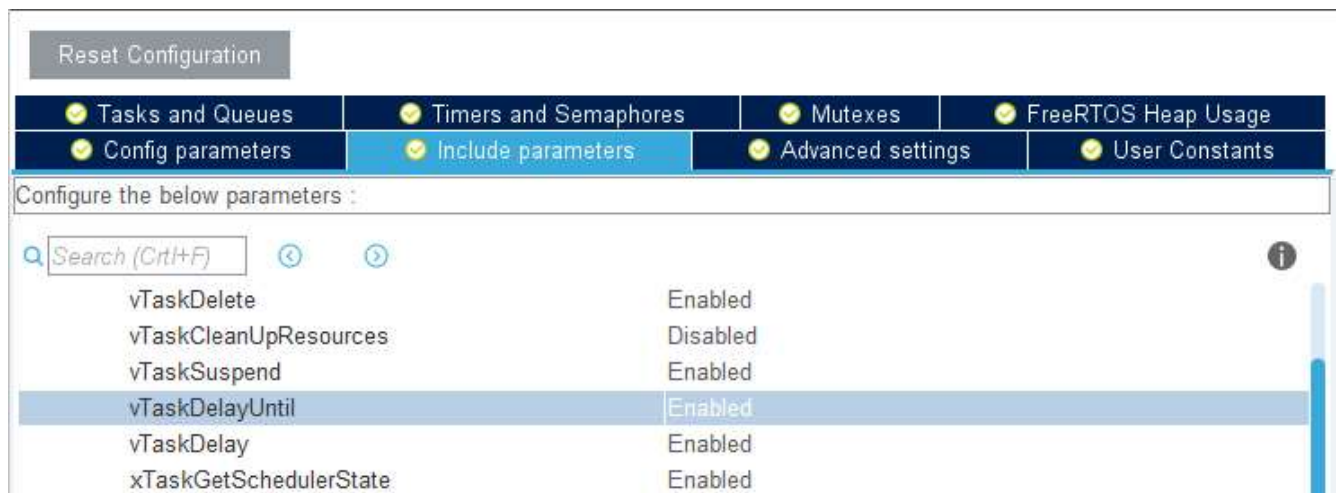 Reset Configuration
Tasks and Queues Timers and Semaphores Mutexes FreeRTOS Heap Usage
Config parameters Include parameters Advanced settings User Constants
Configure the below parameters :
Search (Crtl+F)
vTaskDelete Enabled
vTaskCleanUpResources Disabled
vTaskSuspend Enabled
vTaskDelayUntil Enabled
vTaskDelay Enabled
xTaskGetSchedulerState Enabled